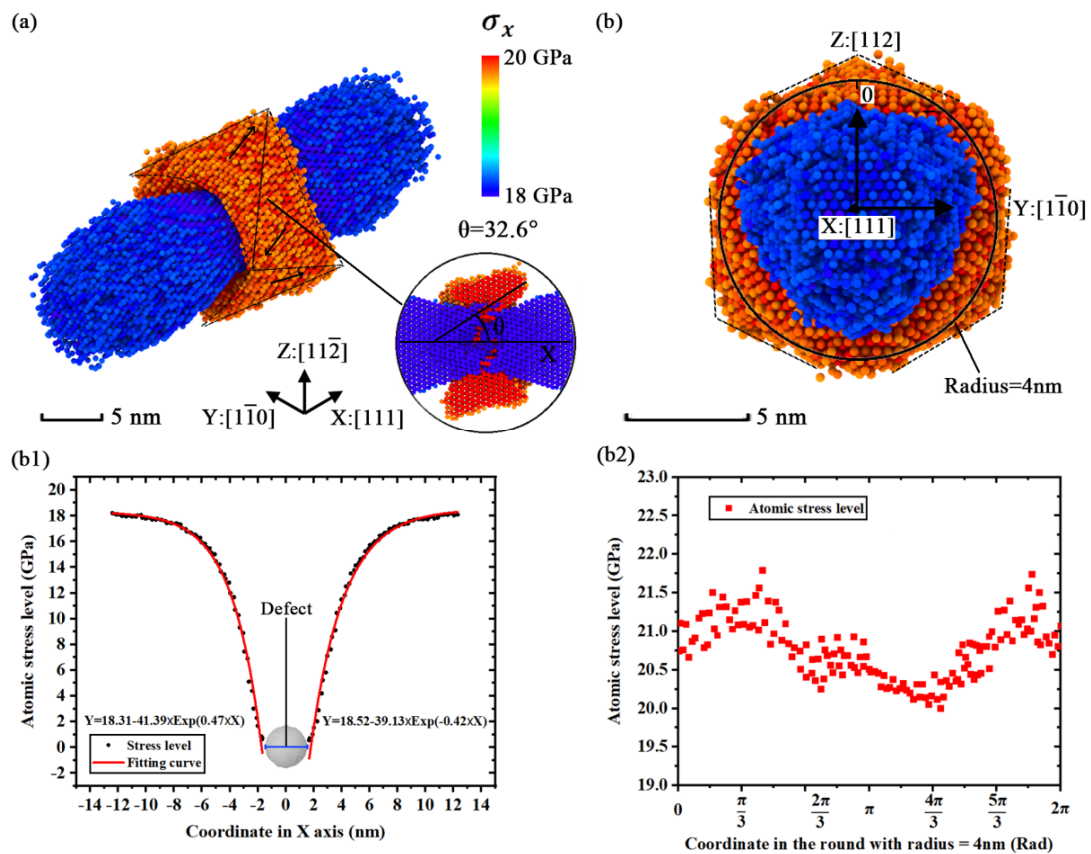 (a)
σx
20 GPa
18 GPa
θ=32.6°
θ
X
Z:[112̄]
Y:[11̄0]
X:[111]
5 nm
(b)
Z:[112]
0
Y:[11̄0]
X:[111]
Radius=4nm
5 nm
(b1)
Atomic stress level (GPa)
20
18
16
14
12
10
8
6
4
2
0
-2
Defect
Y=18.31-41.39xExp(0.47xX)
Y=18.52-39.13xExp(-0.42xX)
Stress level
Fitting curve
-14 -12 -10 -8 -6 -4 -2 0 2 4 6 8 10 12 14
Coordinate in X axis (nm)
(b2)
Atomic stress level (GPa)
23.0
22.5
22.0
21.5
21.0
20.5
20.0
19.5
19.0
Atomic stress level
0 π/3 2π/3 π 4π/3 5π/3 2π
Coordinate in the round with radius = 4nm (Rad)